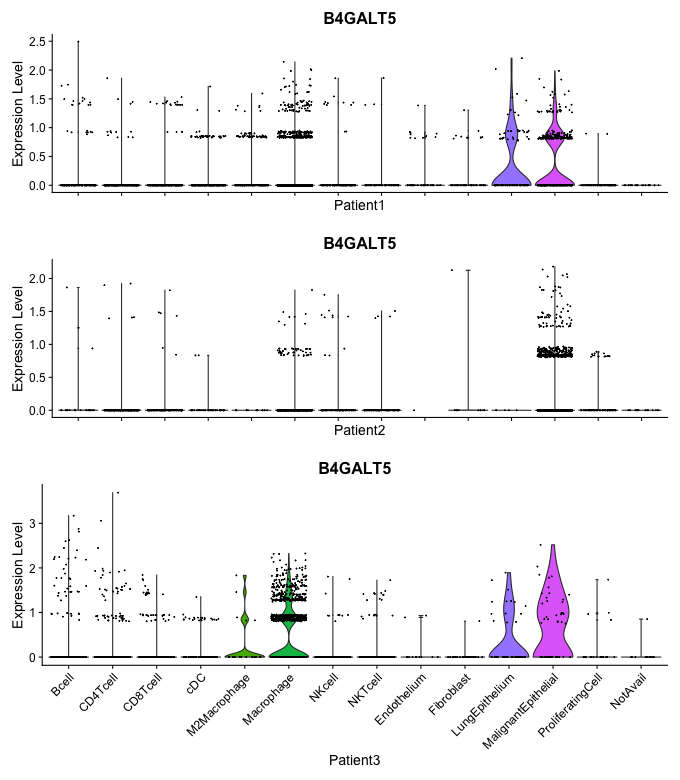 B4GALT5
Expression Level
2.5
2.0
1.5
1.0
0.5
0.0
Patient1
B4GALT5
Expression Level
2.0
1.5
1.0
0.5
0.0
Patient2
B4GALT5
Expression Level
3
2
1
0
Bcell
CD4Tcell
CD8Tcell
cDC
M2Macrophage
Macrophage
NKcell
NKTcell
Endothelium
Fibroblast
LungEpithelium
MalignantEpithelial
ProliferatingCell
NotAvail
Patient3